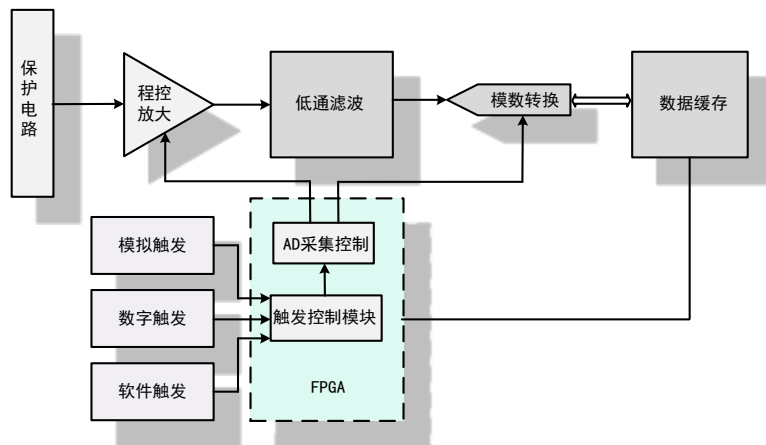 保护电路
程控
放大
低通滤波
模数转换
数据缓存
模拟触发
AD采集控制
数字触发
触发控制模块
软件触发
FPGA